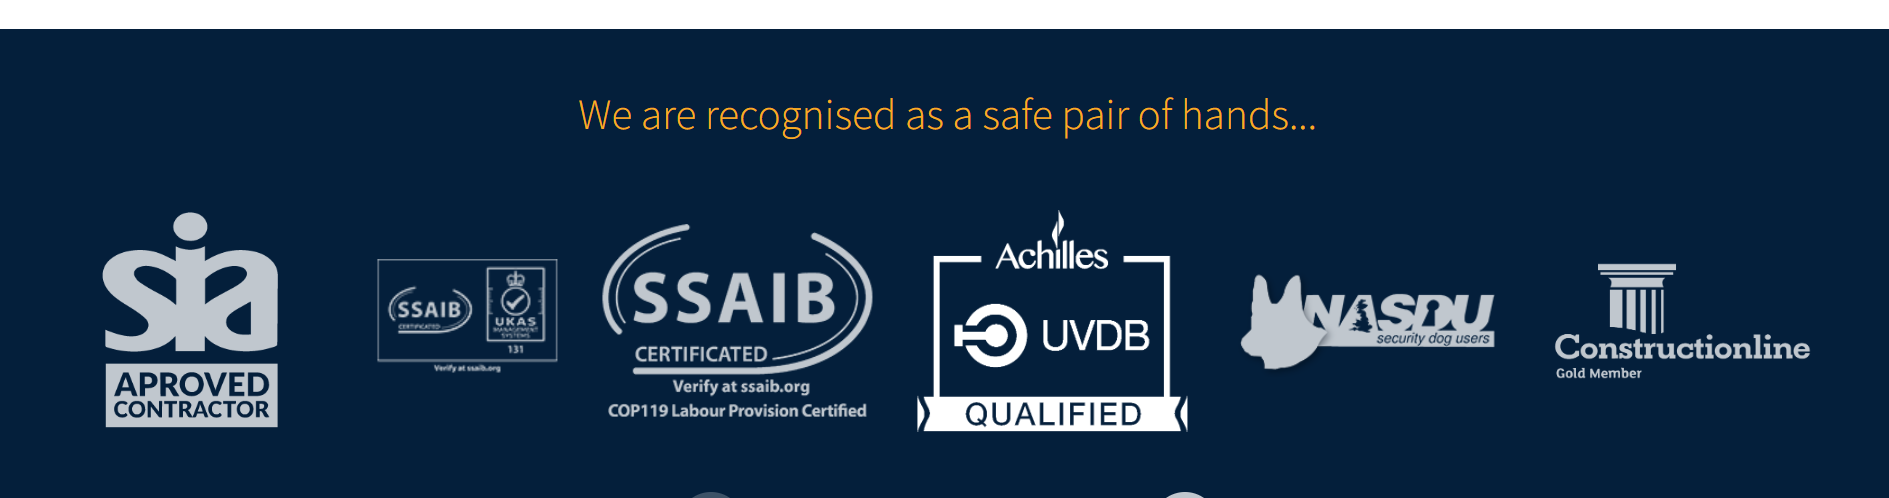 We are recognised as a safe pair of hands...
sia
APROVED
CONTRACTOR
SSAIB
CERTIFICATED
UKAS
MANAGEMENT
SYSTEMS
131
Verify at ssaib.org
SSAIB
CERTIFICATED
Verify at ssaib.org
COP119 Labour Provision Certified
Achilles
UVDB
QUALIFIED
NASDU
security dog users
Constructionline
Gold Member